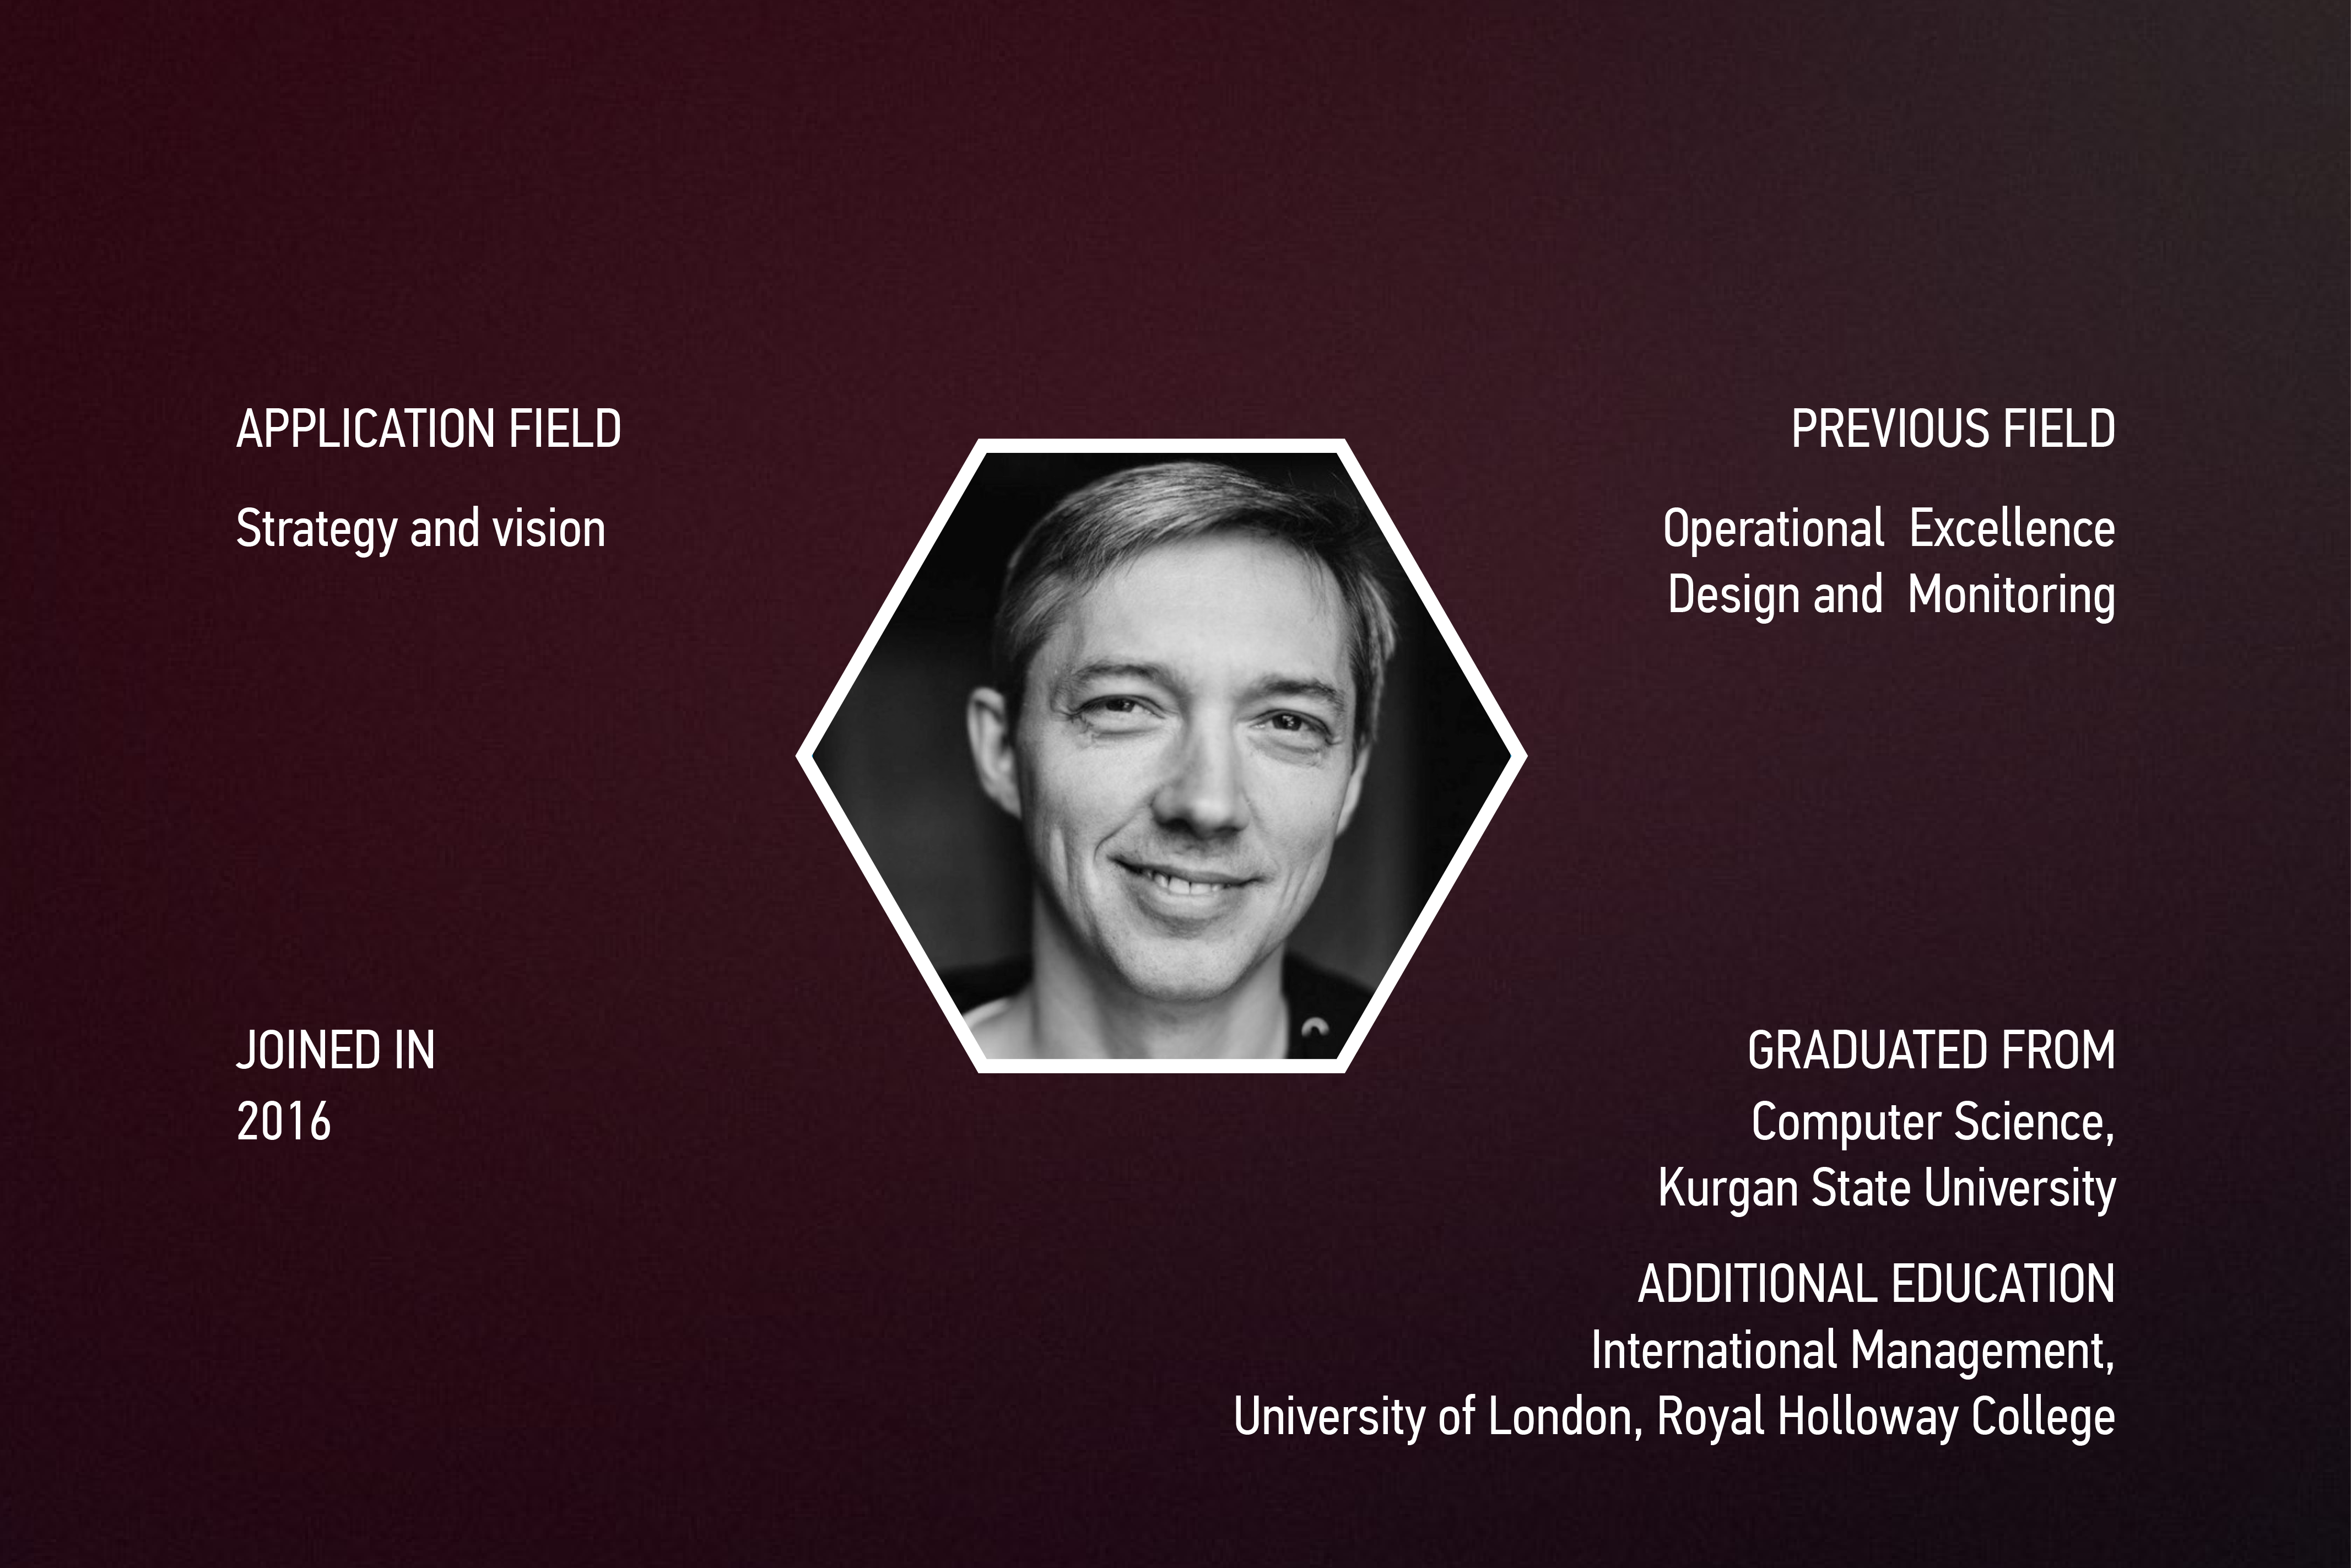 APPLICATION FIELD
Strategy and vision
PREVIOUS FIELD
Operational  Excellence
Design and  Monitoring
JOINED IN
2016
GRADUATED FROM
Computer Science,
Kurgan State University
ADDITIONAL EDUCATION
International Management,
University of London, Royal Holloway College